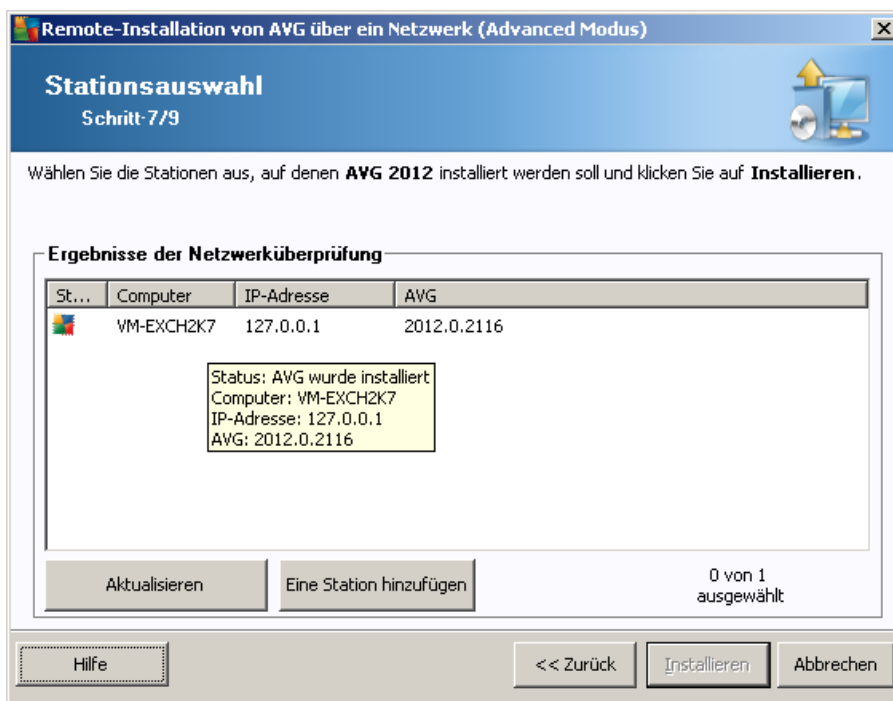 Remote-Installation von AVG über ein Netzwerk (Advanced Modus)
Stationsauswahl
Schritt-7/9
Wählen Sie die Stationen aus, auf denen AVG 2012 installiert werden soll und klicken Sie auf Installieren.
Ergebnisse der Netzwerküberprüfung
St... Computer IP-Adresse AVG
VM-EXCH2K7 127.0.0.1 2012.0.2116
Status: AVG wurde installiert
Computer: VM-EXCH2K7
IP-Adresse: 127.0.0.1
AVG: 2012.0.2116
Aktualisieren Eine Station hinzufügen 0 von 1
ausgewählt
Hilfe << Zurück Installieren Abbrechen